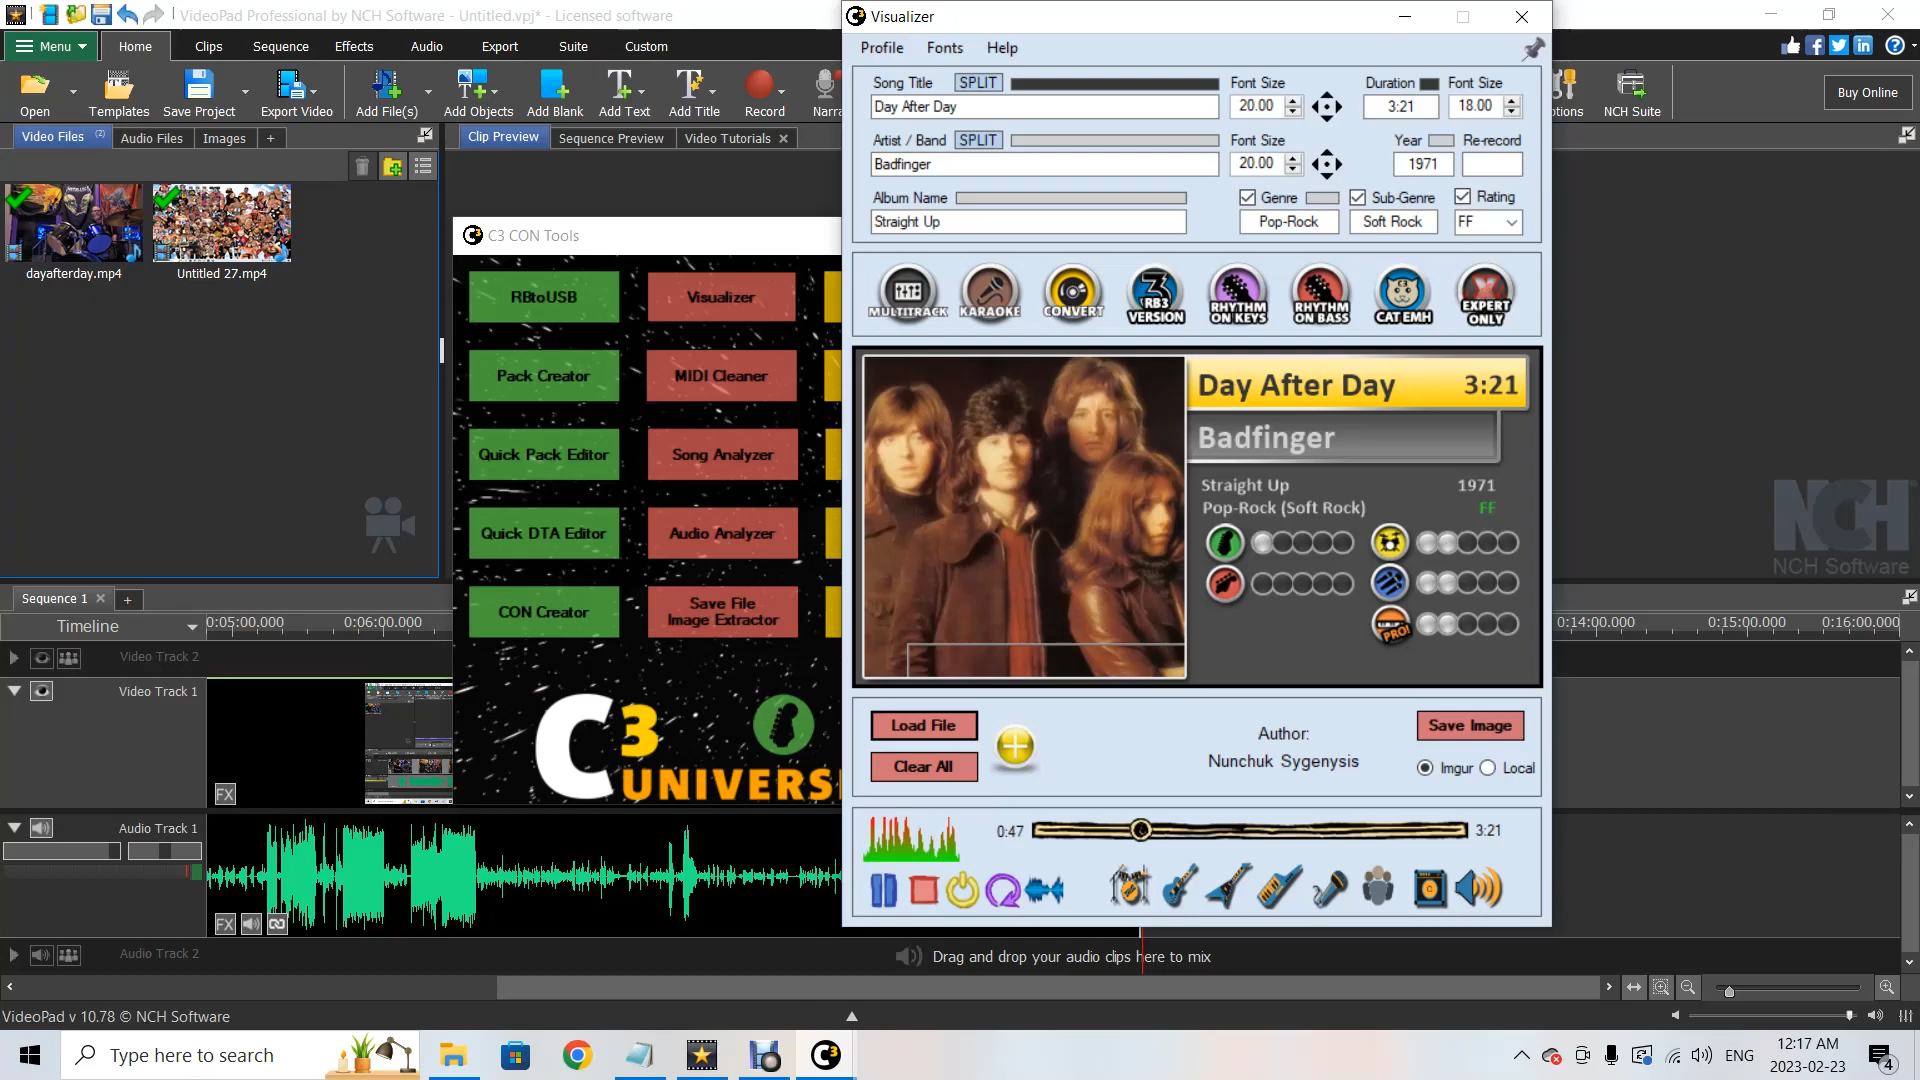 VideoPad Professional by NCH Software - Untitled.vpj* - Licensed software
Menu
Home
Clips
Sequence
Effects
Audio
Export
Suite
Custom
Open
Templates
Save Project
Export Video
Add File(s)
Add Objects
Add Blank
Add Text
Add Title
Record
NCH Suite
Buy Online
Video Files (2)
Audio Files
Images
+
Clip Preview
Sequence Preview
Video Tutorials
dayafterday.mp4
Untitled 27.mp4
C3 CON Tools
RBtoUSB
Visualizer
Pack Creator
MIDI Cleaner
Quick Pack Editor
Song Analyzer
Quick DTA Editor
Audio Analyzer
CON Creator
Save File
Image Extractor
C3
UNIVERS
Visualizer
Profile
Fonts
Help
Song Title
SPLIT
Font Size
Duration
Font Size
Day After Day
20.00
3:21
18.00
Artist / Band
SPLIT
Font Size
Year
Re-record
Badfinger
20.00
1971
Album Name
Genre
Sub-Genre
Rating
Straight Up
Pop-Rock
Soft Rock
FF
MULTITRACK
KARAOKE
CONVERT
RB3
VERSION
RHYTHM
ON KEYS
RHYTHM
ON BASS
CAT EMH
EXPERT
ONLY
Day After Day
3:21
Badfinger
Straight Up
1971
Pop-Rock (Soft Rock)
FF
PRO!
Load File
Clear All
Author:
Nunchuk Sygenysis
Save Image
Imgur
Local
0:47
3:21
NCH
NCH Software
Sequence 1
+
Timeline
0:05:00.000
0:06:00.000
0:14:00.000
0:15:00.000
0:16:00.000
Video Track 2
Video Track 1
FX
Audio Track 1
FX
Audio Track 2
Drag and drop your audio clips here to mix
VideoPad v 10.78 © NCH Software
Type here to search
C3
ENG
12:17 AM
2023-02-23
4